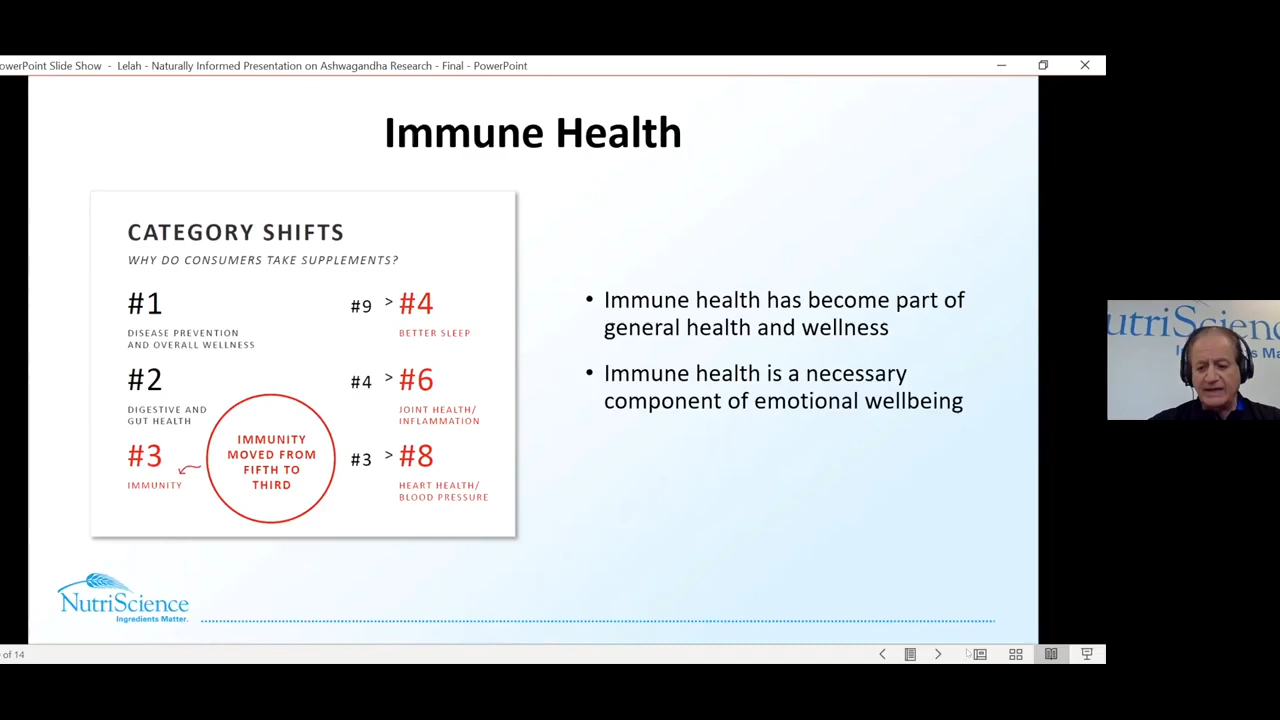 PowerPoint Slide Show - Lelah - Naturally Informed Presentation on Ashwagandha Research - Final - PowerPoint
Immune Health
CATEGORY SHIFTS
WHY DO CONSUMERS TAKE SUPPLEMENTS?
#1
DISEASE PREVENTION
AND OVERALL WELLNESS
#2
DIGESTIVE AND
GUT HEALTH
#3
IMMUNITY
IMMUNITY
MOVED FROM
FIFTH TO
THIRD
#9 > #4
BETTER SLEEP
#4 > #6
JOINT HEALTH/
INFLAMMATION
#3 > #8
HEART HEALTH/
BLOOD PRESSURE
• Immune health has become part of
general health and wellness
• Immune health is a necessary
component of emotional wellbeing
NutriScience
Ingredients Matter.
utriScienc
Ingredients Ma
of 14